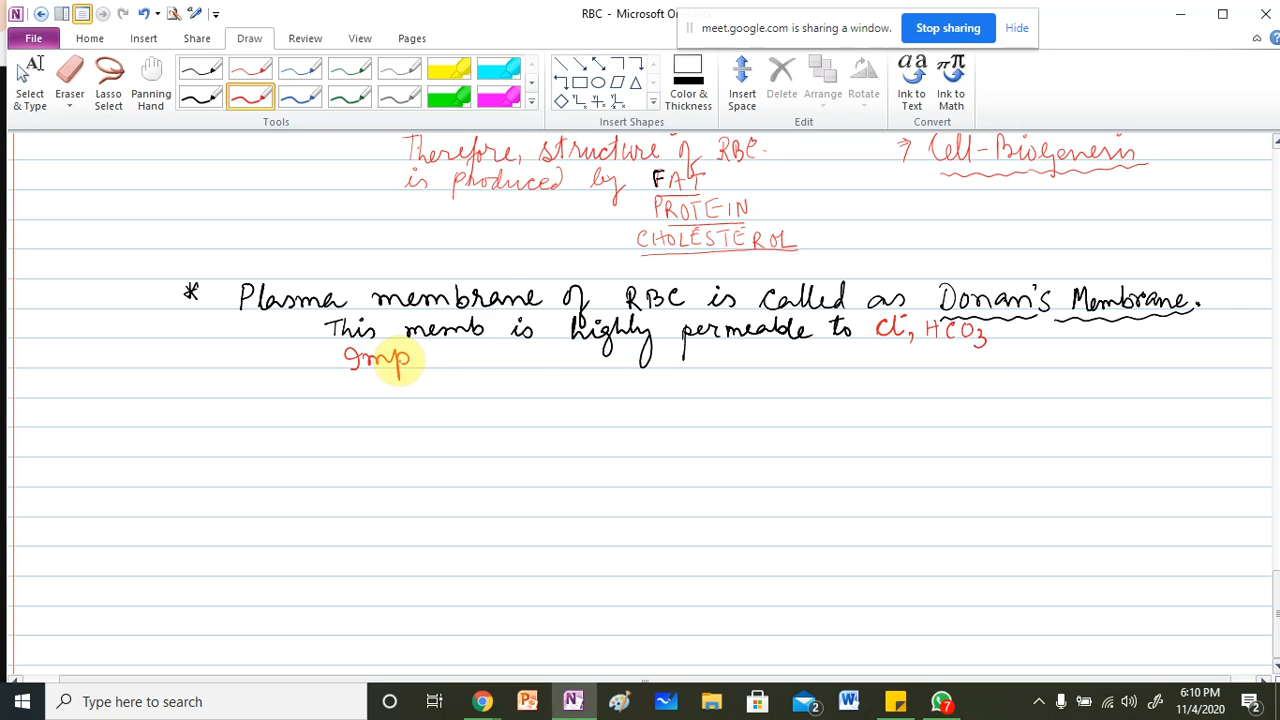 RBC - Microsoft On
meet.google.com is sharing a window.
Stop sharing
Hide
File
Home
Insert
Share
Draw
Review
View
Pages
Select & Type
Eraser
Lasso Select
Panning Hand
Color & Thickness
Insert Space
Delete
Arrange
Rotate
Ink to Text
Ink to Math
Tools
Insert Shapes
Edit
Convert
Therefore, structure of RBC.
→ Cell-Biogenesis
is produced by FAT
PROTEIN
CHOLESTEROL
* Plasma membrane of RBC is called as Donan's Membrane.
This memb is highly permeable to Cl⁻, HCO3
Imp
Type here to search
2
7
6:10 PM
11/4/2020
2